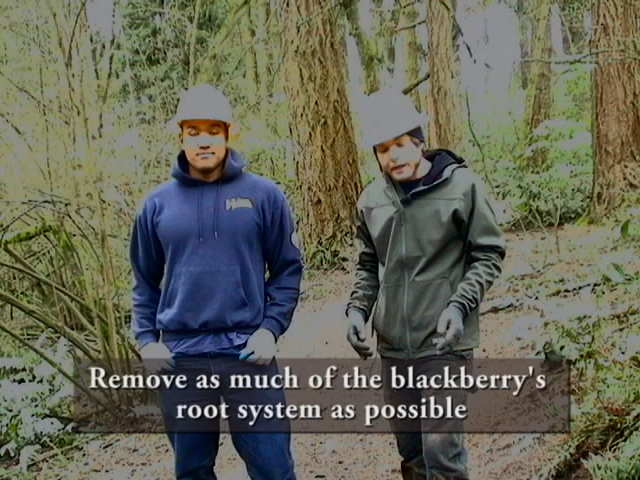 Remove as much of the blackberry's
root system as possible